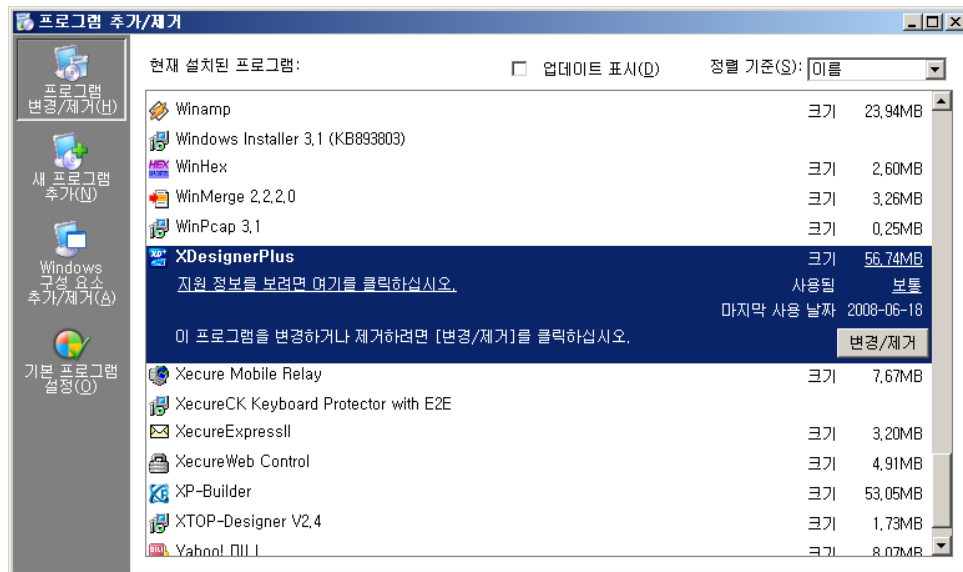 프로그램 추가/제거
프로그램
변경/제거(H)
새 프로그램
추가(N)
Windows
구성 요소
추가/제거(A)
기본 프로그램
설정(O)
현재 설치된 프로그램:
업데이트 표시(D)
정렬 기준(S): 이름
Winamp 크기 23,94MB
Windows Installer 3,1 (KB893803)
WinHex 크기 2,60MB
WinMerge 2,2,2,0 크기 3,26MB
WinPcap 3,1 크기 0,25MB
XDesignerPlus 크기 56,74MB
지원 정보를 보려면 여기를 클릭하십시오. 사용됨 보통
마지막 사용 날짜 2008-06-18
이 프로그램을 변경하거나 제거하려면 [변경/제거]를 클릭하십시오. 변경/제거
Xecure Mobile Relay 크기 7,67MB
XecureCK Keyboard Protector with E2E
XecureExpressII 크기 3,20MB
XecureWeb Control 크기 4,91MB
XP-Builder 크기 53,05MB
XTOP-Designer V2,4 크기 1,73MB
Yahoo! 크기 8,07MB